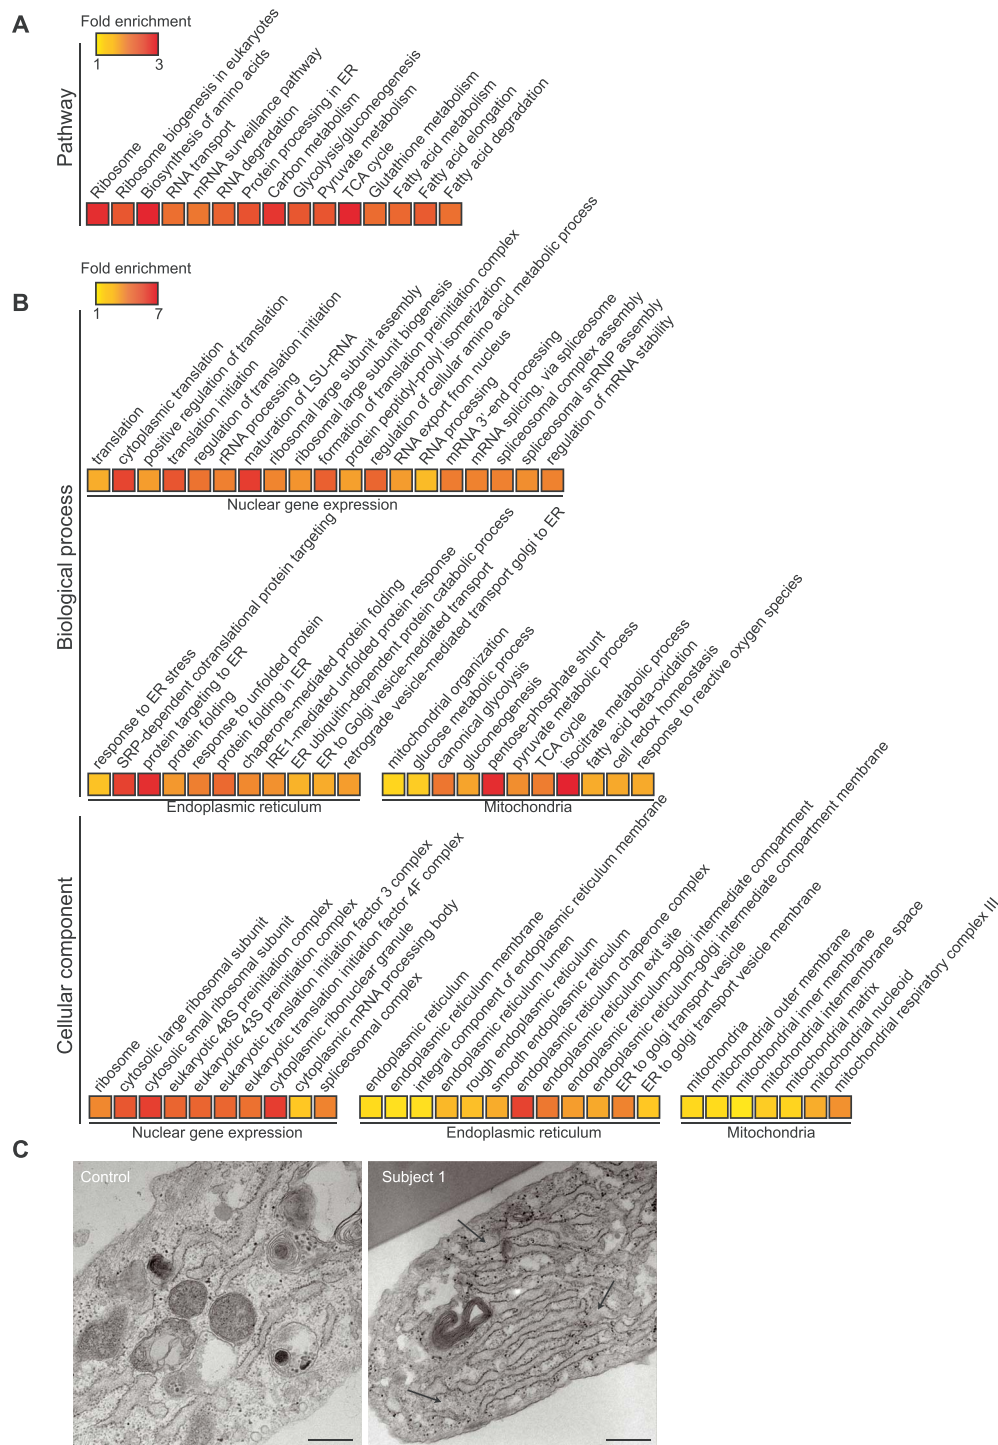 A
Fold enrichment
1 3
Pathway
Ribosome
Ribosome biogenesis in eukaryotes
Biosynthesis of amino acids
RNA transport
mRNA surveillance pathway
RNA degradation
Protein processing in ER
Carbon metabolism
Glycolysis/gluconeogenesis
Pyruvate metabolism
TCA cycle
Glutathione metabolism
Fatty acid metabolism
Fatty acid elongation
Fatty acid degradation
B
Fold enrichment
1 7
Biological process
translation
cytoplasmic translation
positive regulation of translation
translation initiation
regulation of translation initiation
rRNA processing
maturation of LSU-rRNA
ribosomal large subunit assembly
ribosomal large subunit biogenesis
formation of translation preinitiation complex
protein peptidyl-prolyl isomerization
regulation of cellular amino acid metabolic process
RNA export from nucleus
RNA processing
mRNA 3'-end processing
mRNA splicing, via spliceosome
spliceosomal complex assembly
spliceosomal snRNP assembly
regulation of mRNA stability
Nuclear gene expression
response to ER stress
SRP-dependent cotranslational protein targeting
protein targeting to ER
protein folding
response to unfolded protein
protein folding in ER
chaperone-mediated protein folding
IRE1-mediated unfolded protein response
ER ubiquitin-dependent protein catabolic process
ER to Golgi vesicle-mediated transport
retrograde vesicle-mediated transport golgi to ER
Endoplasmic reticulum
mitochondrial organization
glucose metabolic process
canonical glycolysis
gluconeogenesis
pentose-phosphate shunt
pyruvate metabolic process
TCA cycle
isocitrate metabolic process
fatty acid beta-oxidation
cell redox homeostasis
response to reactive oxygen species
Mitochondria
Cellular component
ribosome
cytosolic large ribosomal subunit
cytosolic small ribosomal subunit
eukaryotic 48S preinitiation complex
eukaryotic 43S preinitiation complex
eukaryotic translation initiation factor 3 complex
eukaryotic translation initiation factor 4F complex
cytoplasmic ribonuclear granule
cytoplasmic mRNA processing body
spliceosomal complex
Nuclear gene expression
endoplasmic reticulum
endoplasmic reticulum membrane
integral component of endoplasmic reticulum membrane
endoplasmic reticulum lumen
rough endoplasmic reticulum
smooth endoplasmic reticulum
endoplasmic reticulum chaperone complex
endoplasmic reticulum exit site
endoplasmic reticulum-golgi intermediate compartment
endoplasmic reticulum-golgi intermediate compartment membrane
ER to golgi transport vesicle
ER to golgi transport vesicle membrane
Endoplasmic reticulum
mitochondria
mitochondrial outer membrane
mitochondrial inner membrane
mitochondrial intermembrane space
mitochondrial matrix
mitochondrial nucleoid
mitochondrial respiratory complex III
Mitochondria
C
Control
Subject 1